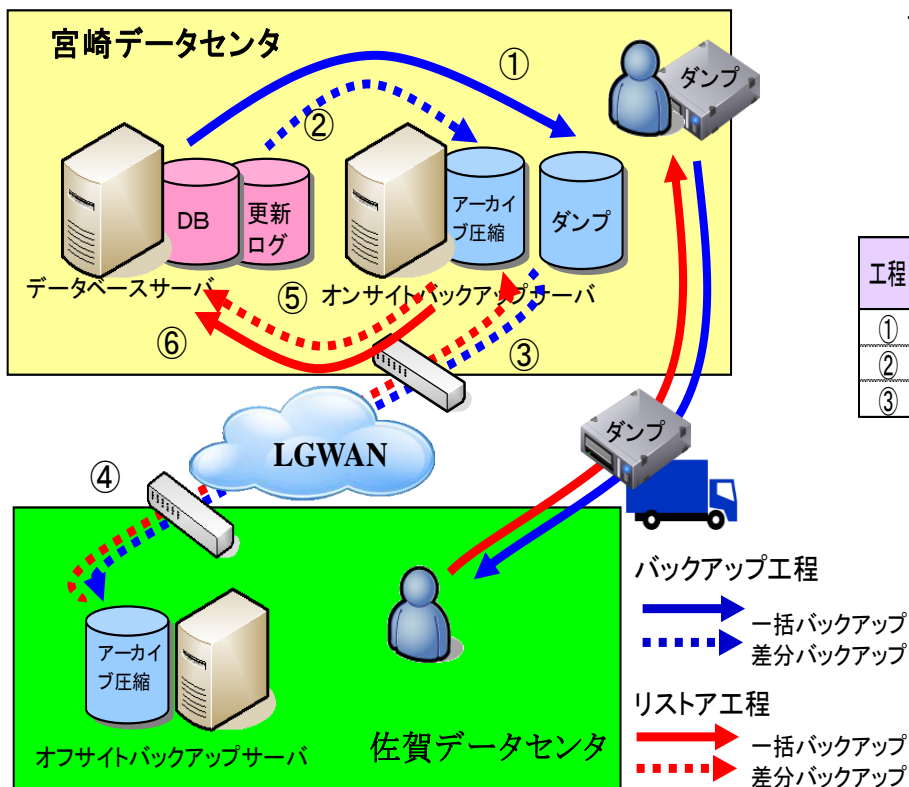 宮崎データセンタ
①
ダンプ
②
DB
更新
ログ
アーカイ
ブ圧縮
ダンプ
データベースサーバ
⑤
オンサイトバックアップサーバ
⑥
③
工程
①
②
③
ダンプ
LGWAN
④
アーカイ
ブ圧縮
オフサイトバックアップサーバ
佐賀データセンタ
バックアップ工程
一括バックアップ
差分バックアップ
リストア工程
一括バックアップ
差分バックアップ